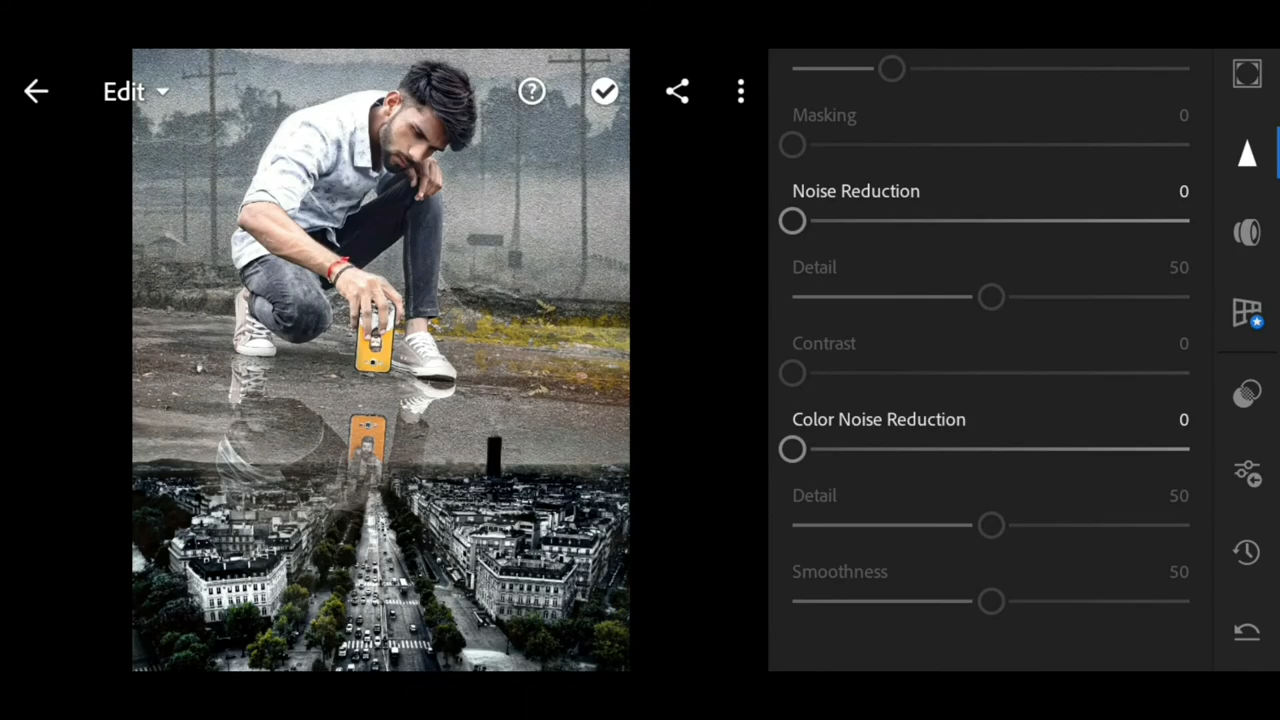 Edit
Masking 0
Noise Reduction 0
Detail 50
Contrast 0
Color Noise Reduction 0
Detail 50
Smoothness 50